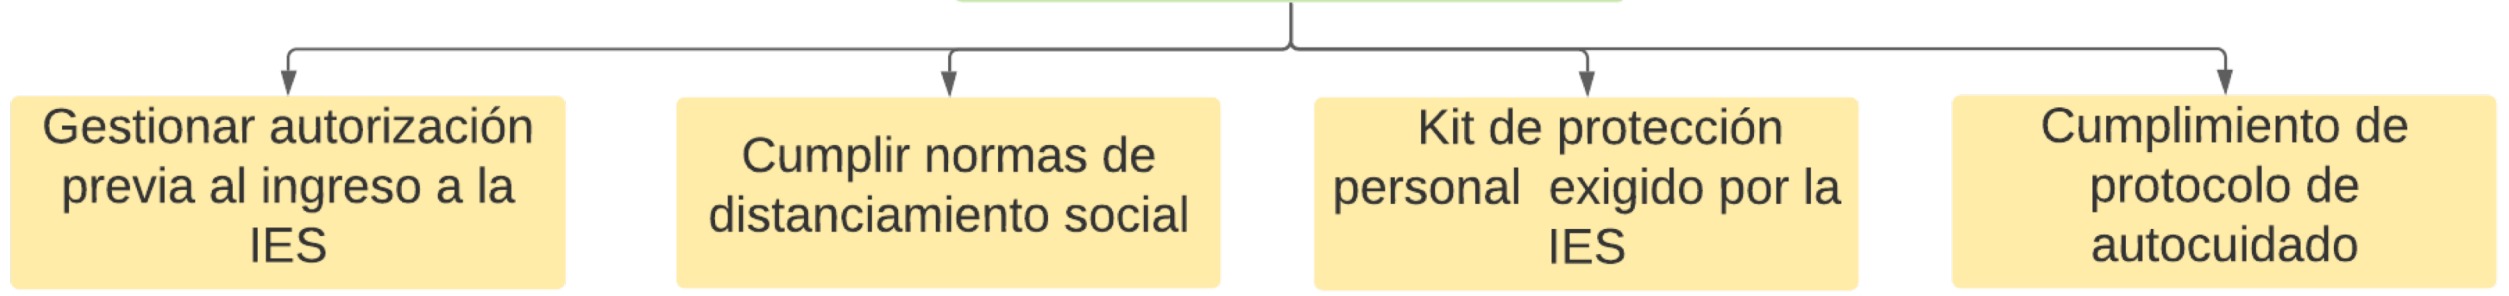 Gestionar autorización
previa al ingreso a la
IES
Cumplir normas de
distanciamiento social
Kit de protección
personal  exigido por la
IES
Cumplimiento de
protocolo de
autocuidado